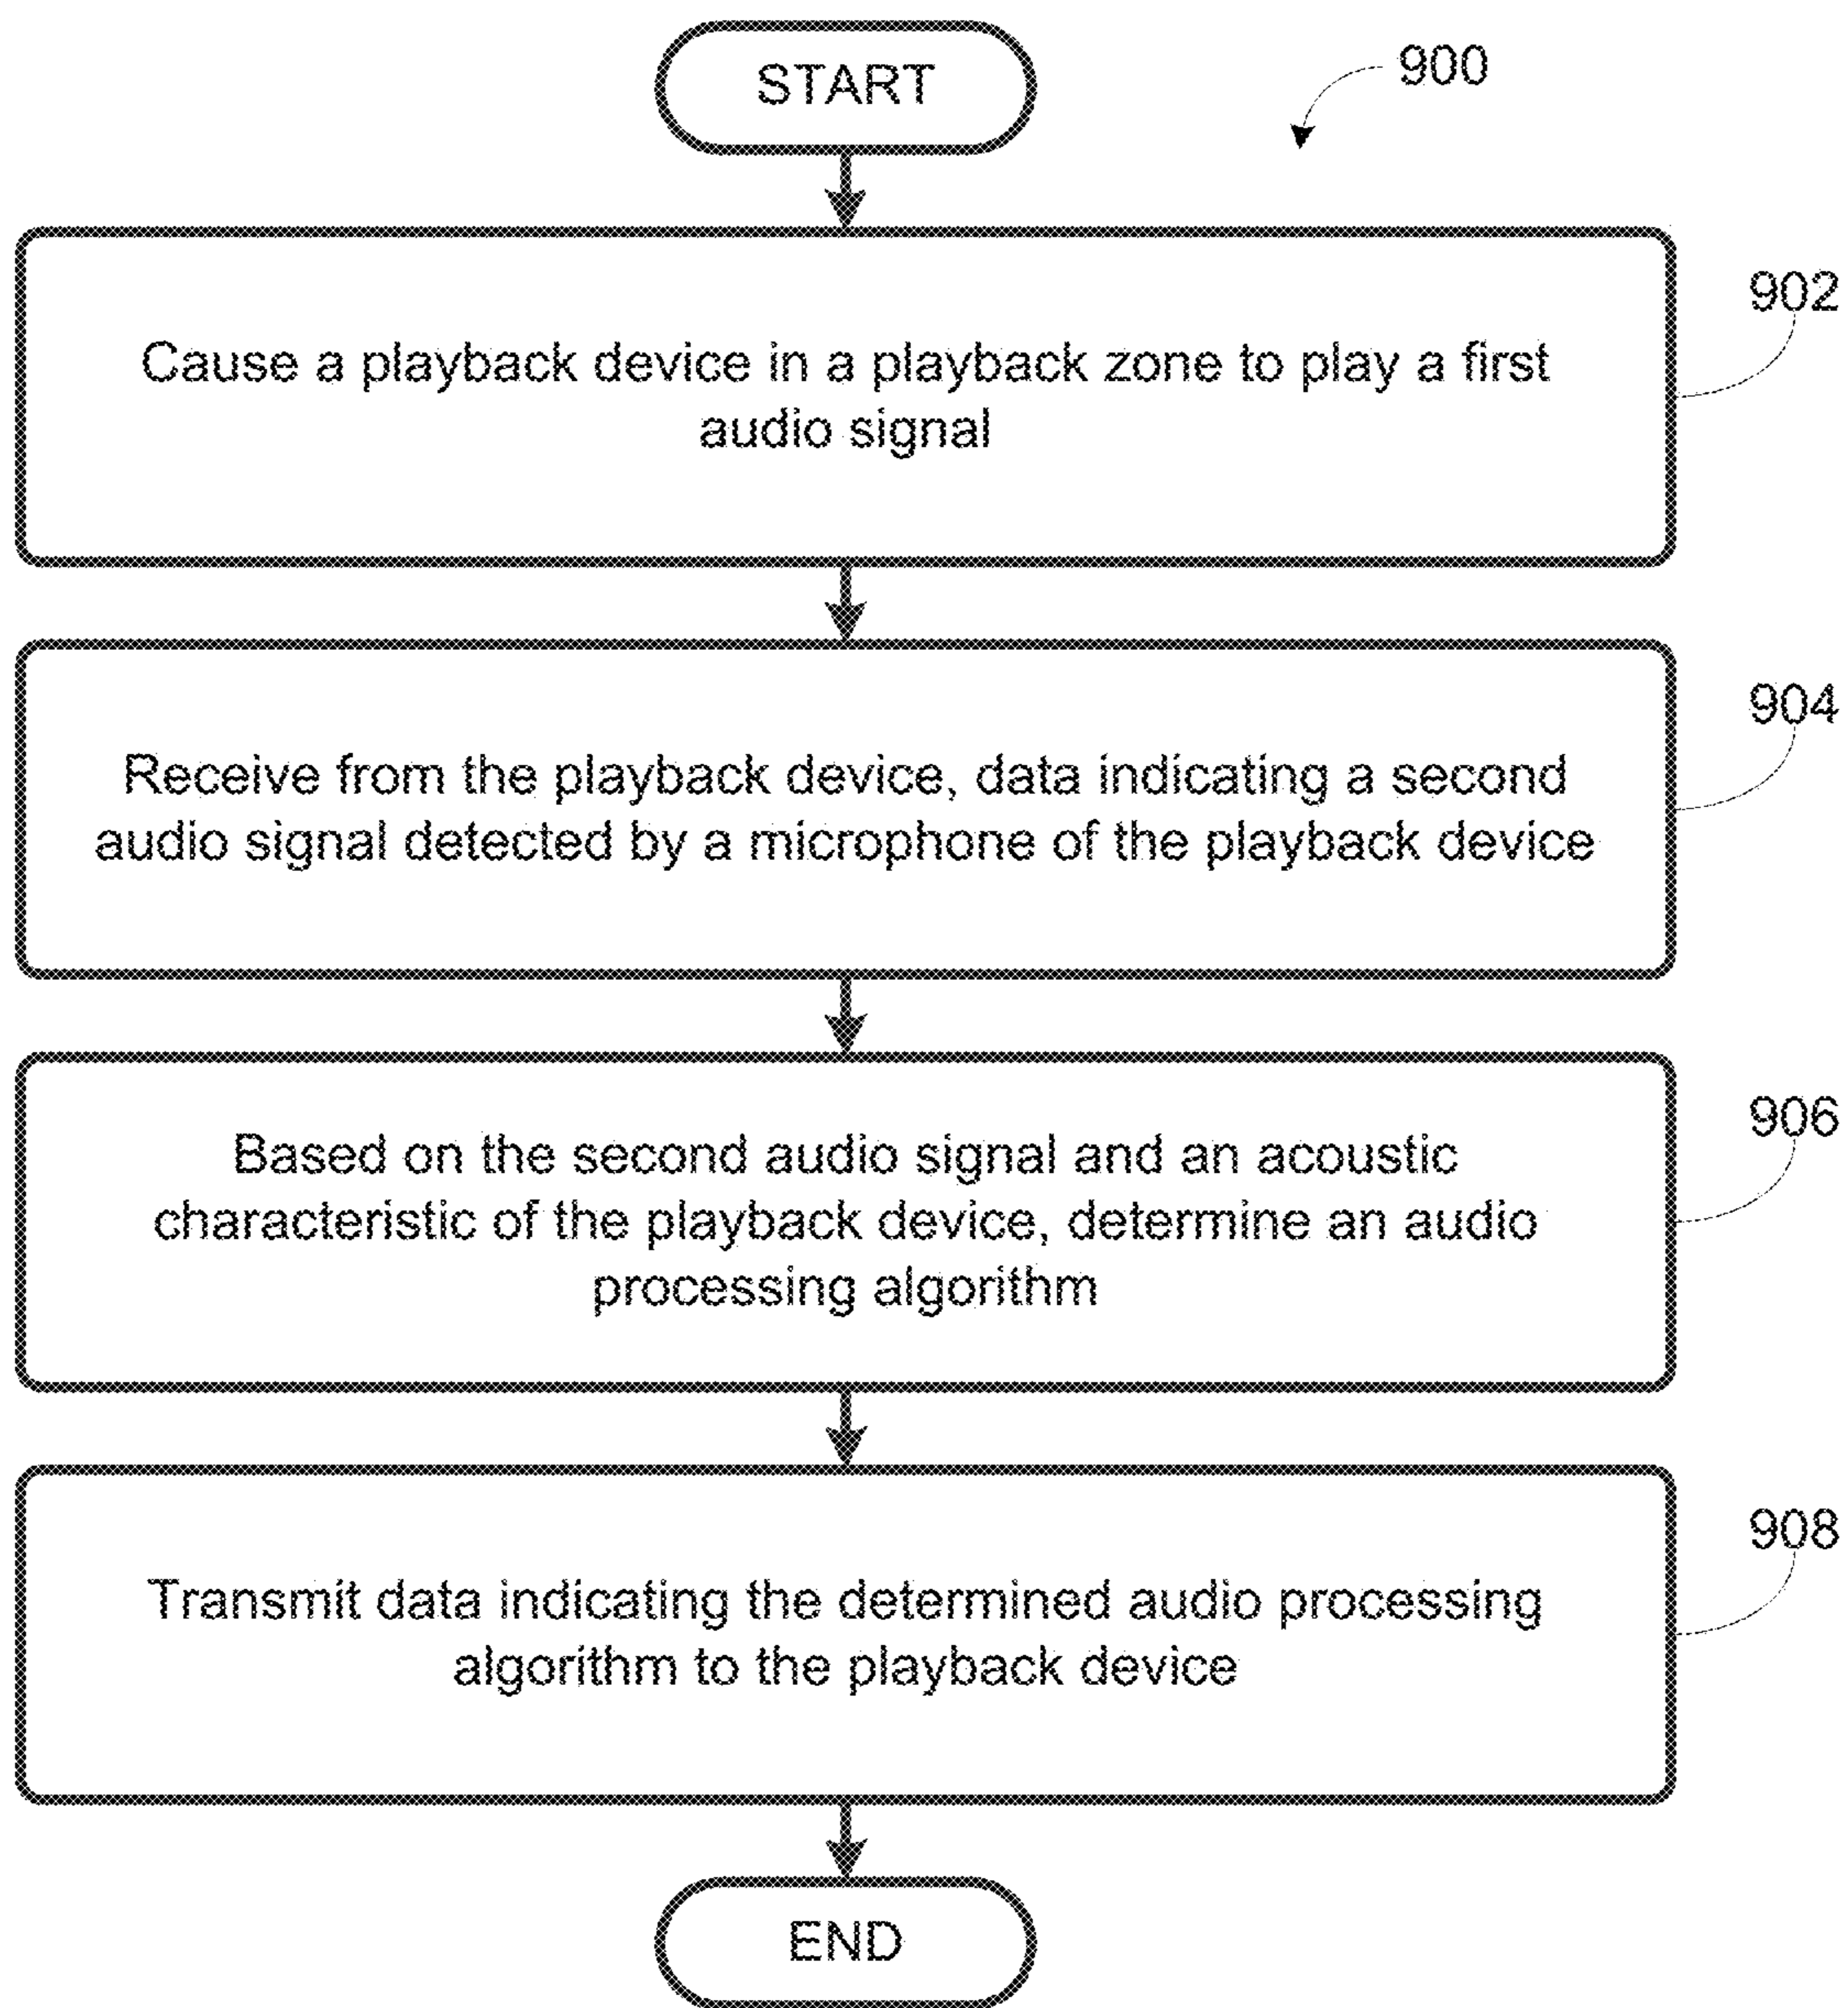 START
900
902
Cause a playback device in a playback zone to play a first
audio signal
904
Receive from the playback device, data indicating a second
audio signal detected by a microphone of the playback device
906
Based on the second audio signal and an acoustic
characteristic of the playback device, determine an audio
processing algorithm
908
Transmit data indicating the determined audio processing
algorithm to the playback device
END